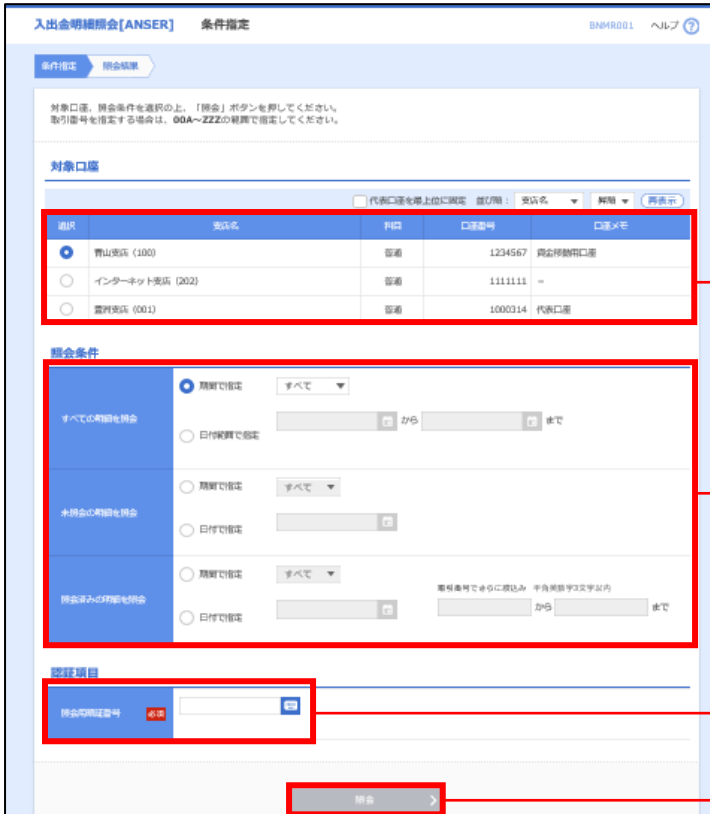 入出金明細照会[ANSER] 条件指定 BNMR001 ヘルプ ?
条件指定 照会結果
対象口座、照会条件を選択の上、「照会」ボタンを押してください。
取引番号を指定する場合は、00A～ZZZの範囲で指定してください。
対象口座
代表口座を最上位に固定 並び順： 支店名 昇順 再表示
選択 支店名 科目 口座番号 口座メモ
青山支店（100） 普通 1234567 資金移動用口座
インターネット支店（202） 普通 1111111 －
豊洲支店（001） 普通 1000314 代表口座
照会条件
すべての明細を照会
期間で指定 すべて
日付範囲で指定 から まで
未照会の明細を照会
期間で指定 すべて
日付で指定
照会済みの明細を照会
期間で指定 すべて
日付で指定
取引番号でさらに絞込み 半角英数字3文字以内
から まで
認証項目
照会用暗証番号 必須
照会